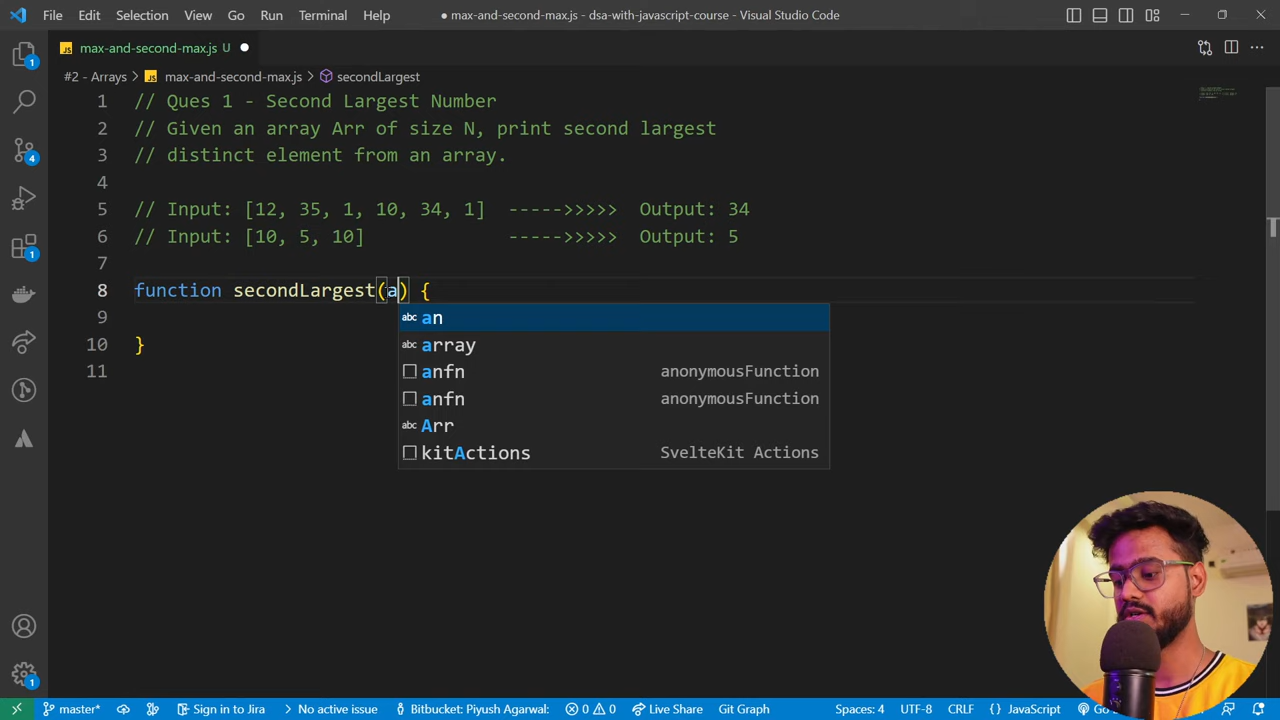 File Edit Selection View Go Run Terminal Help
● max-and-second-max.js - dsa-with-javascript-course - Visual Studio Code
JS max-and-second-max.js U ●
#2 - Arrays > JS max-and-second-max.js > secondLargest
1 // Ques 1 - Second Largest Number
2 // Given an array Arr of size N, print second largest
3 // distinct element from an array.
4
5 // Input: [12, 35, 1, 10, 34, 1] ----->>>>> Output: 34
6 // Input: [10, 5, 10] ----->>>>> Output: 5
7
8 function secondLargest(a) {
9
10 }
11
abc an
abc array
anfn anonymousFunction
anfn anonymousFunction
abc Arr
kitActions SvelteKit Actions
1
4
1
1
master* Sign in to Jira No active issue Bitbucket: Piyush Agarwal: 0 0 Live Share Git Graph Spaces: 4 UTF-8 CRLF {} JavaScript Go